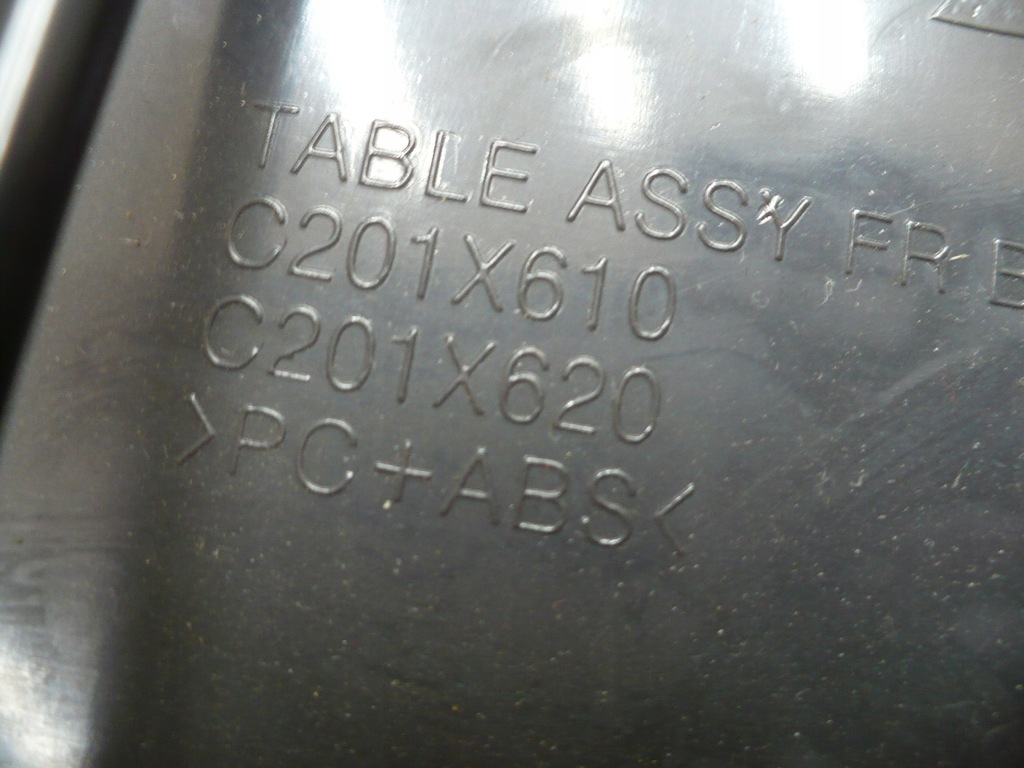 TABLE ASSY FR
C201X610
C201X620
>PC+ABS<